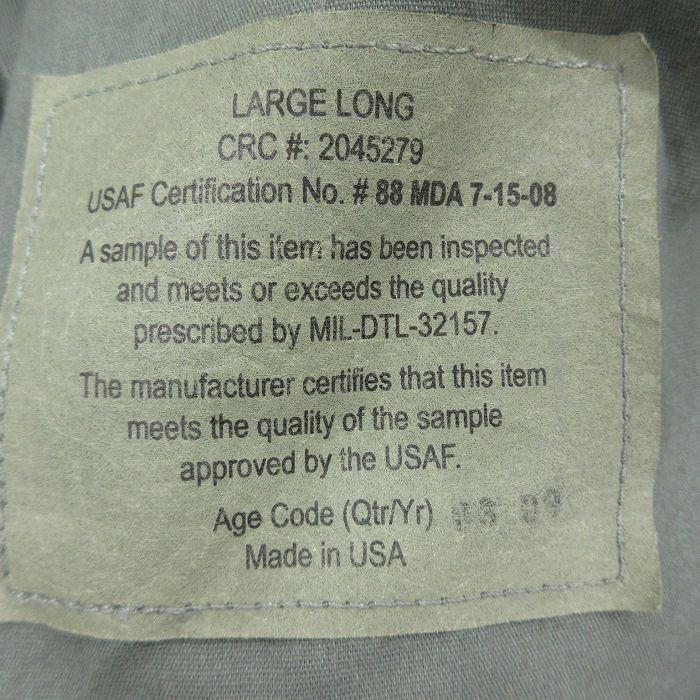 LARGE LONG
CRC #: 2045279
USAF Certification No. # 88 MDA 7-15-08
A sample of this item has been inspected
and meets or exceeds the quality
prescribed by MIL-DTL-32157.
The manufacturer certifies that this item
meets the quality of the sample
approved by the USAF.
Age Code (Qtr/Yr)
Made in USA